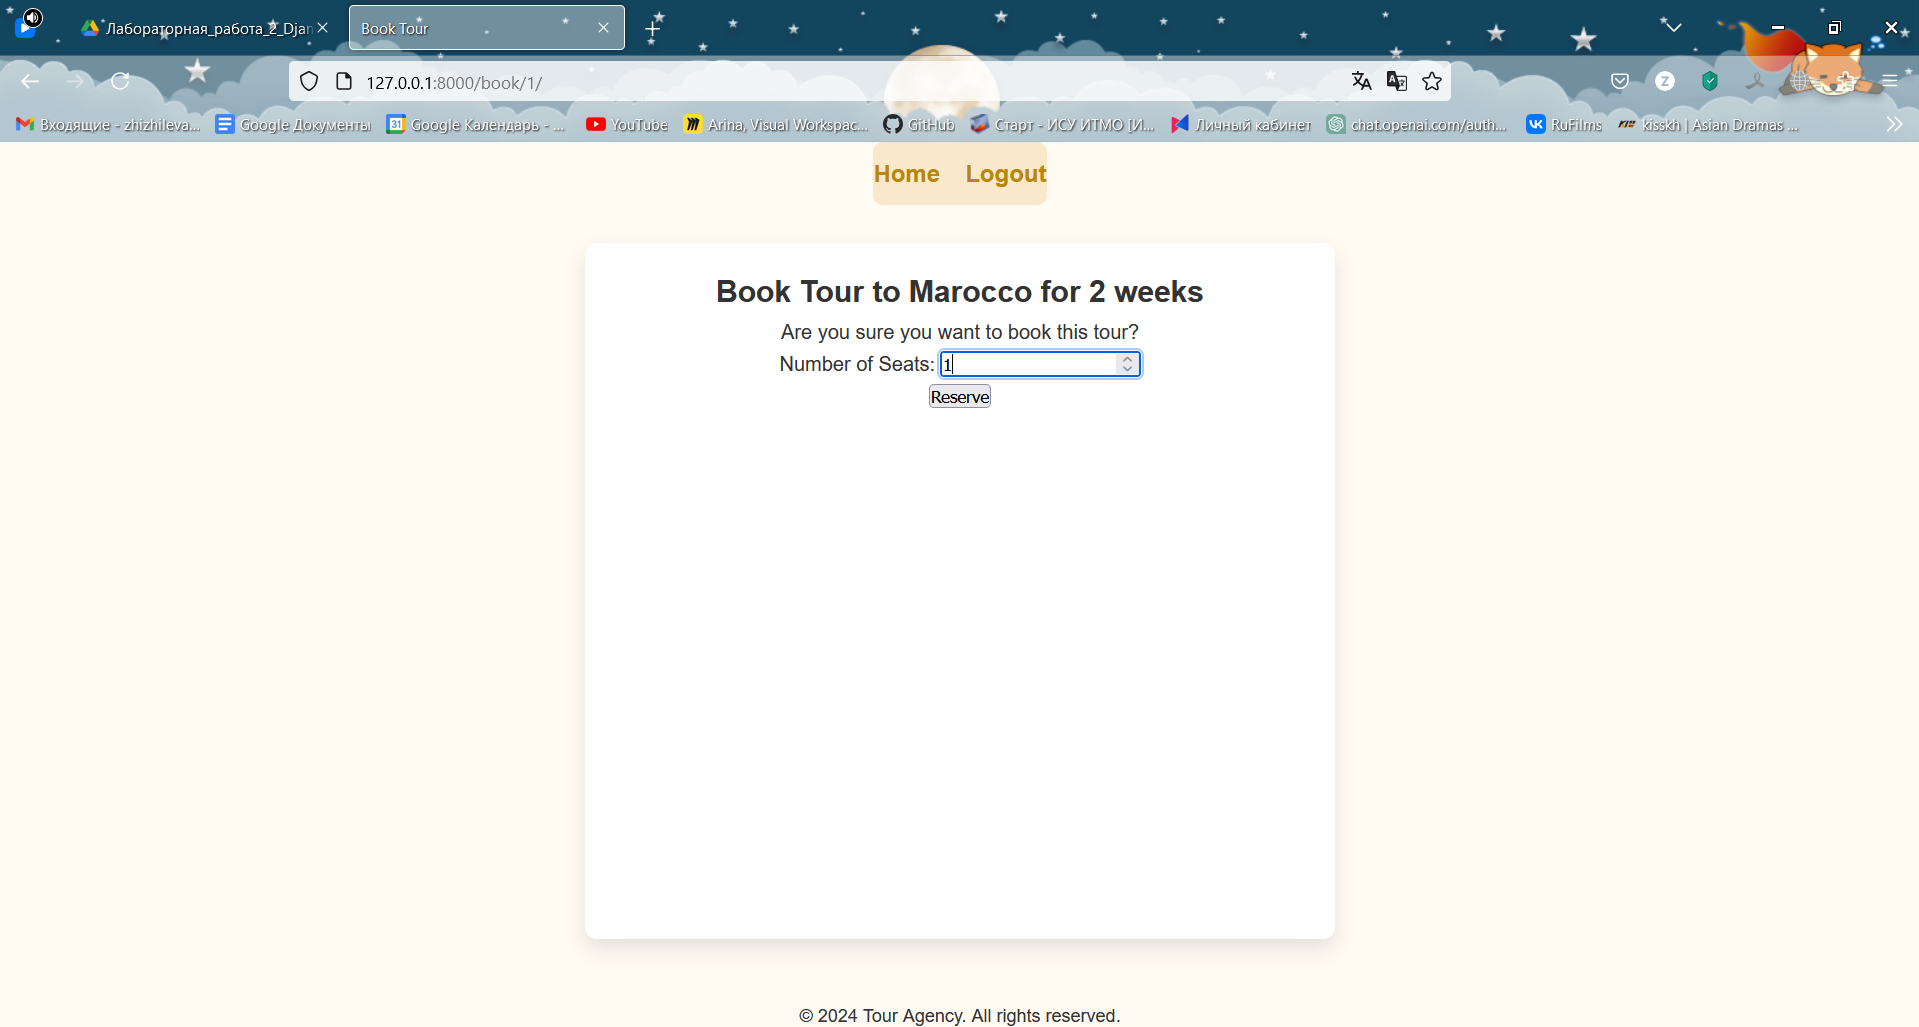 Лабораторная_работа_2_Djan
Book Tour
127.0.0.1:8000/book/1/
Входящие - zhizhileva...
Google Документы
31
Google Календарь - ...
YouTube
Arina, Visual Workspac...
GitHub
Старт - ИСУ ИТМО [И...
Личный кабинет
chat.openai.com/auth...
RuFilms
kisskh | Asian Dramas ...
Home Logout
Book Tour to Marocco for 2 weeks
Are you sure you want to book this tour?
Number of Seats: 1
Reserve
© 2024 Tour Agency. All rights reserved.